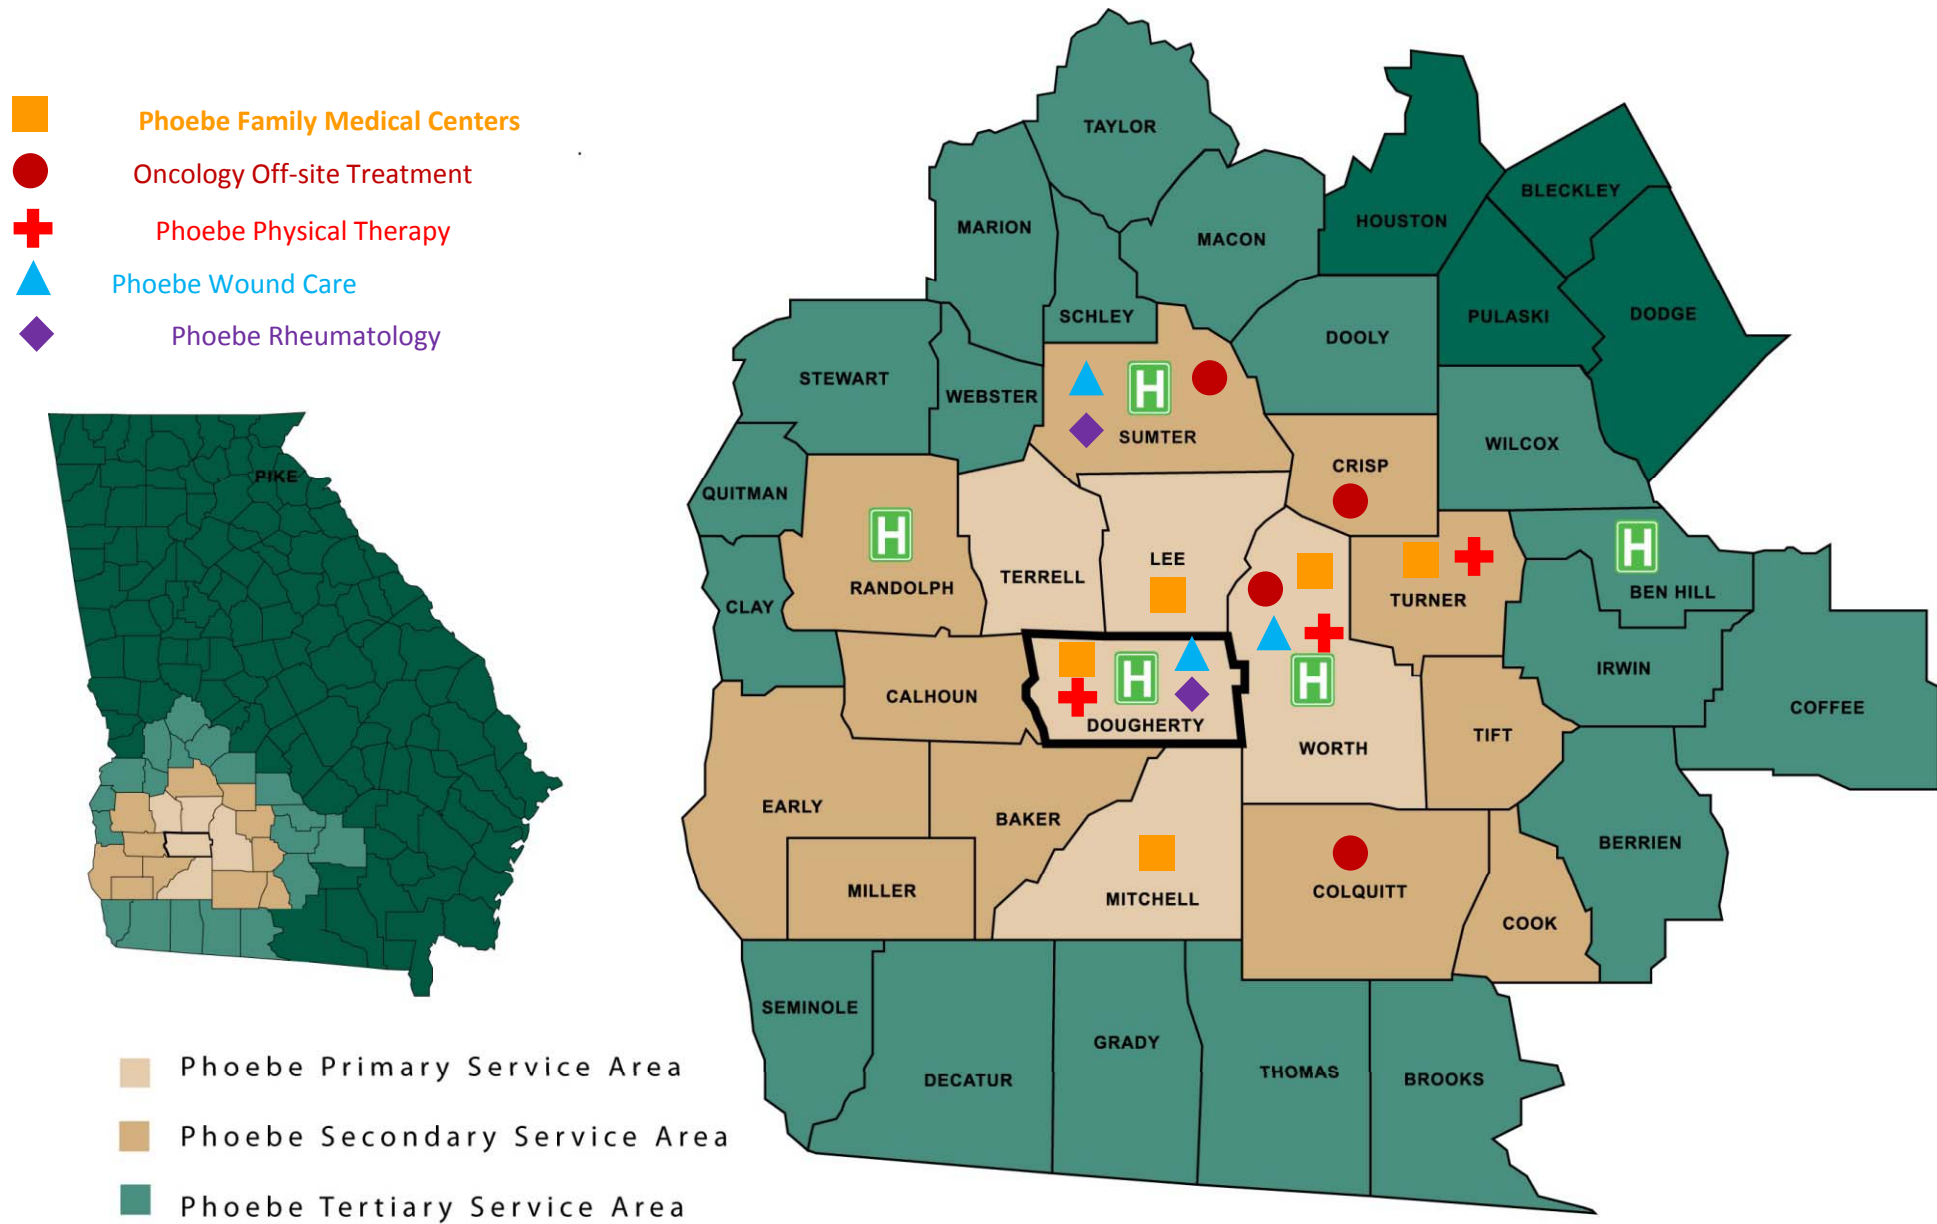 Phoebe Family Medical Centers
Oncology Off-site Treatment
Phoebe Physical Therapy
Phoebe Wound Care
Phoebe Rheumatology
PIKE
Phoebe Primary Service Area
Phoebe Secondary Service Area
Phoebe Tertiary Service Area
TAYLOR
BLECKLEY
HOUSTON
MARION
MACON
SCHLEY
PULASKI
DODGE
DOOLY
STEWART
WEBSTER
H
SUMTER
WILCOX
CRISP
QUITMAN
H
H
LEE
TERRELL
RANDOLPH
BEN HILL
TURNER
CLAY
IRWIN
H
H
CALHOUN
COFFEE
DOUGHERTY
TIFT
WORTH
EARLY
BAKER
BERRIEN
MILLER
COLQUITT
MITCHELL
COOK
SEMINOLE
GRADY
THOMAS
BROOKS
DECATUR